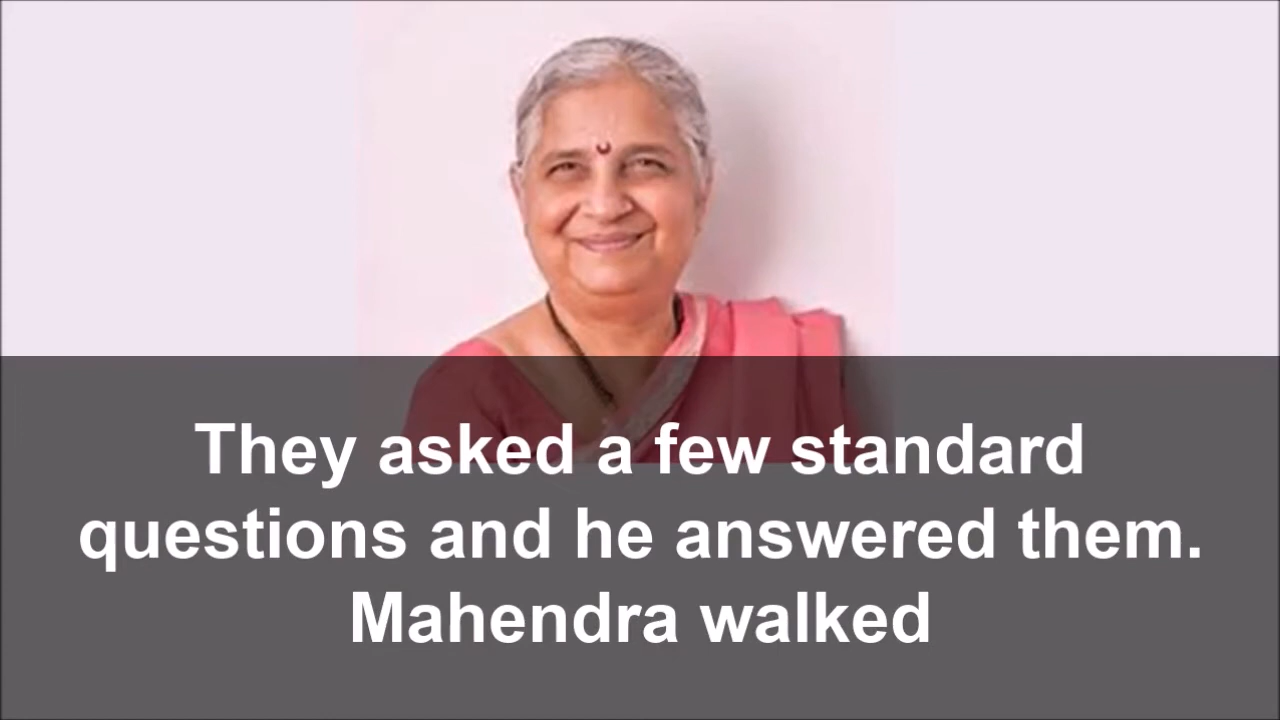 They asked a few standard
questions and he answered them.
Mahendra walked